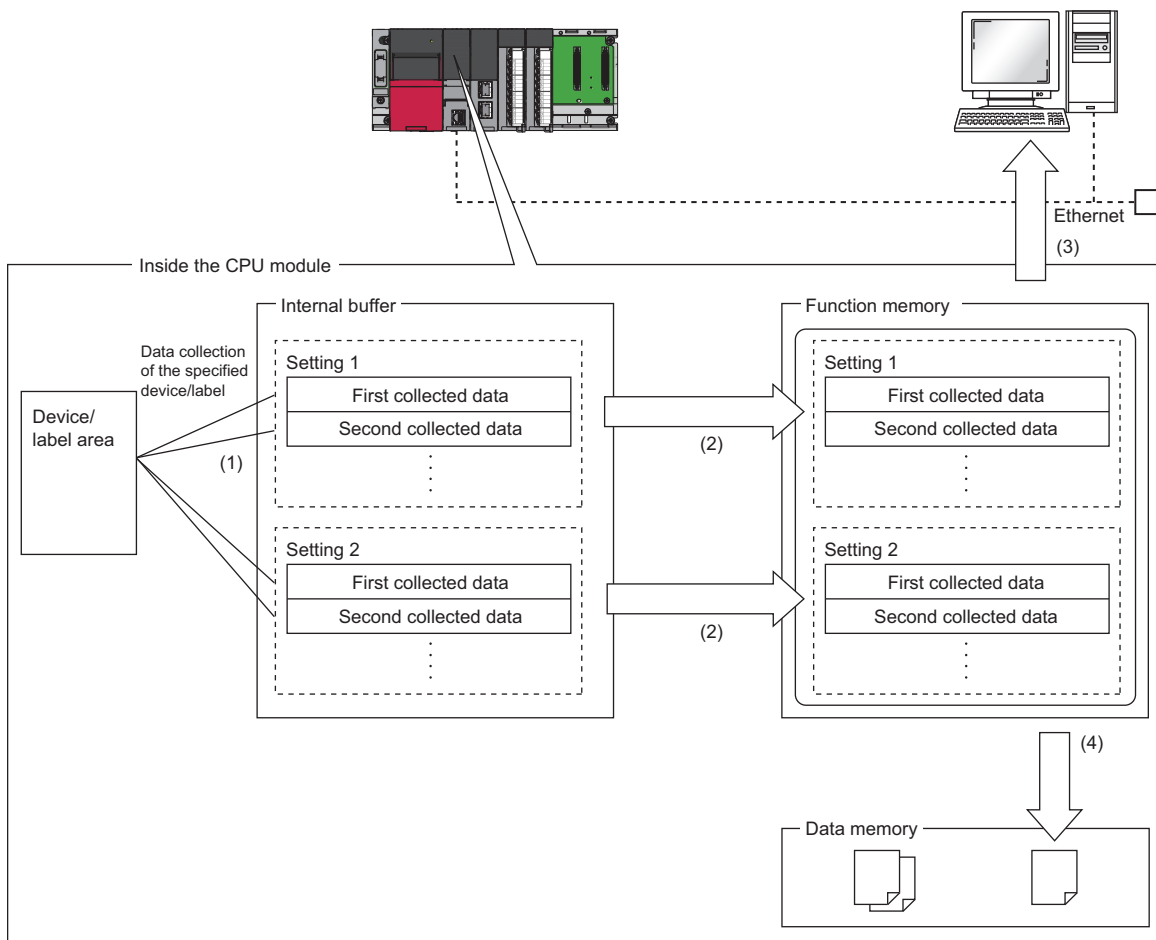 Ethernet
(3)
Inside the CPU module
Internal buffer
Function memory
Data collection
of the specified
device/label
Device/
label area
(1)
Setting 1
First collected data
Second collected data
(2)
Setting 1
First collected data
Second collected data
Setting 2
First collected data
Second collected data
(2)
Setting 2
First collected data
Second collected data
(4)
Data memory